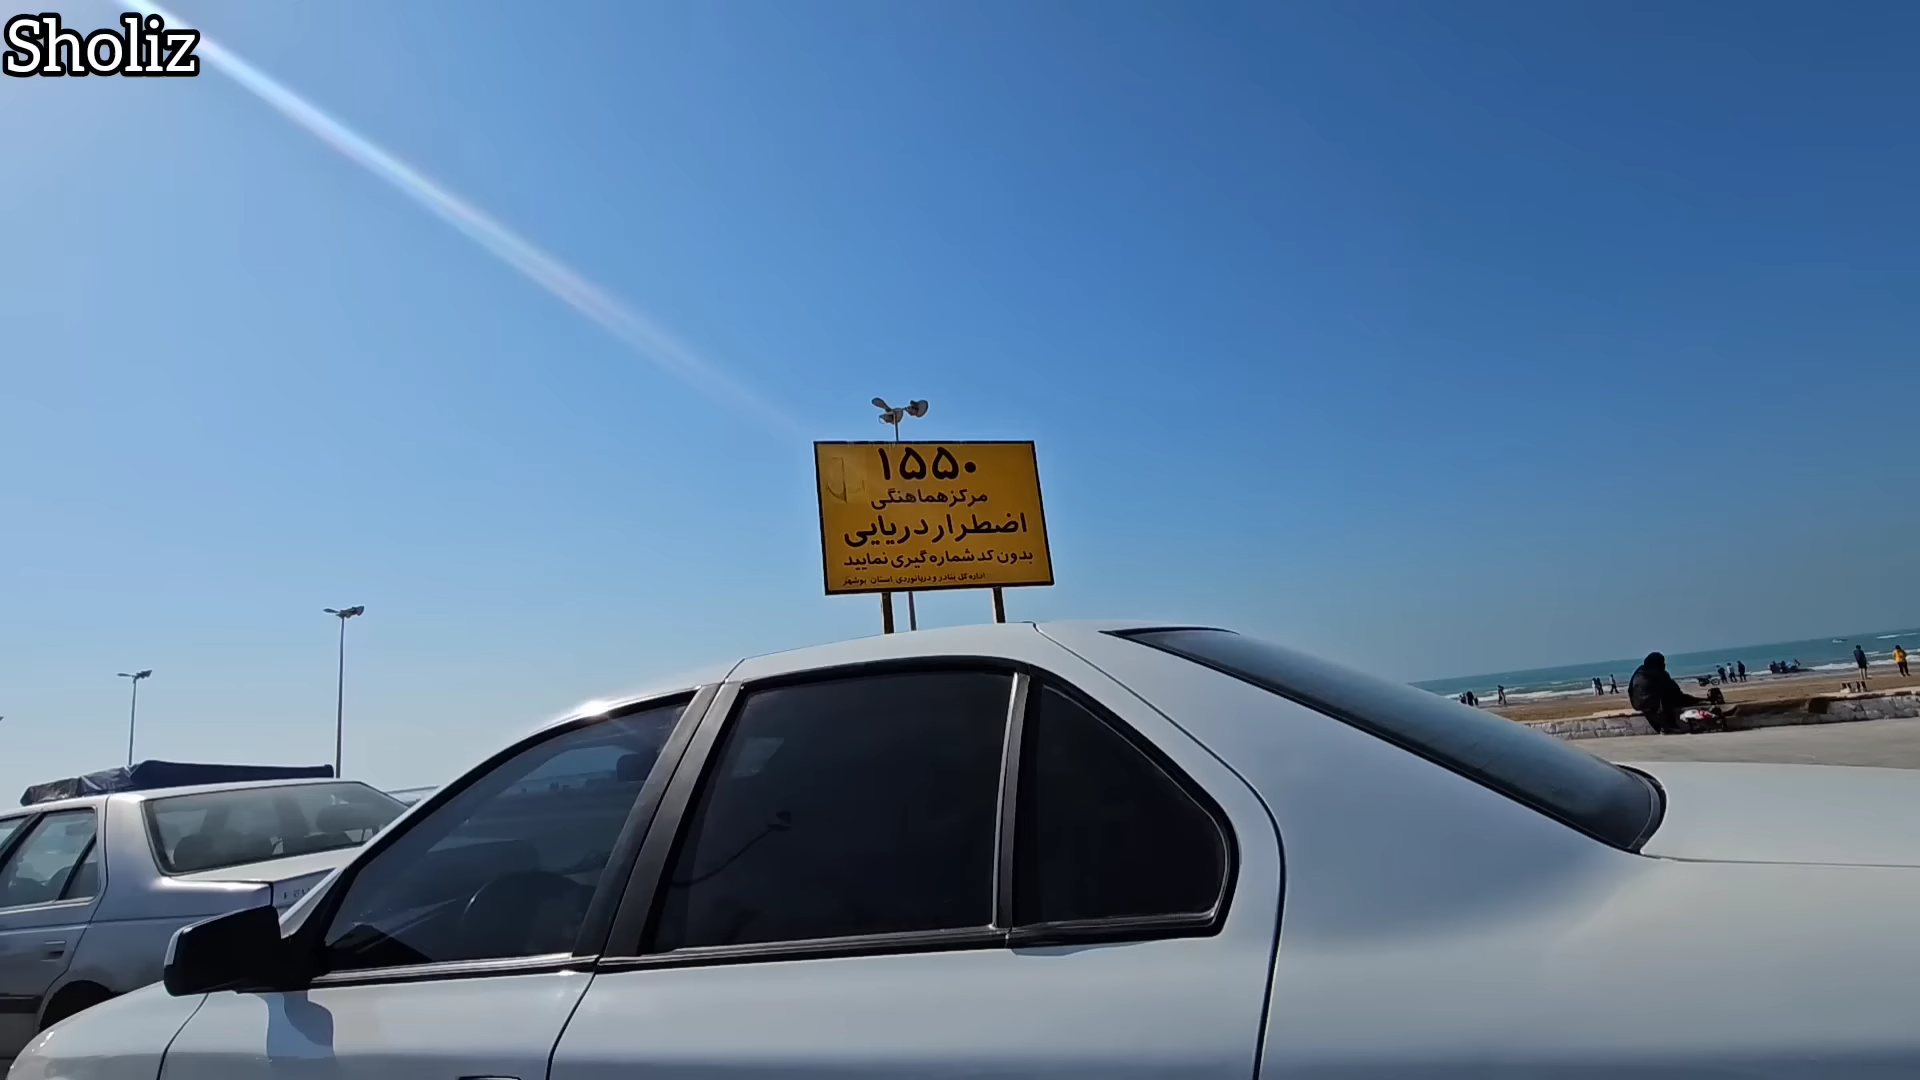 Sholiz
۱۵۵۰
مرکز هماهنگی
اضطرار دریایی
بدون کد شماره گیری نمایید
اداره کل بنادر و دریانوردی استان بوشهر